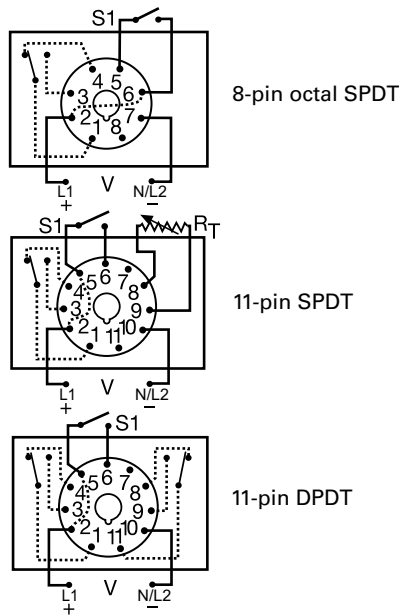 S1
4 5
3 6
2 7
1 8
8-pin octal SPDT
L1 V N/L2
+ −
S1 RT
5 6 7
4 8
3 9
2 10
1 11
11-pin SPDT
L1 V N/L2
+ −
S1
5 6 7
4 8
3 9
2 10
1 11
11-pin DPDT
L1 V N/L2
+ −